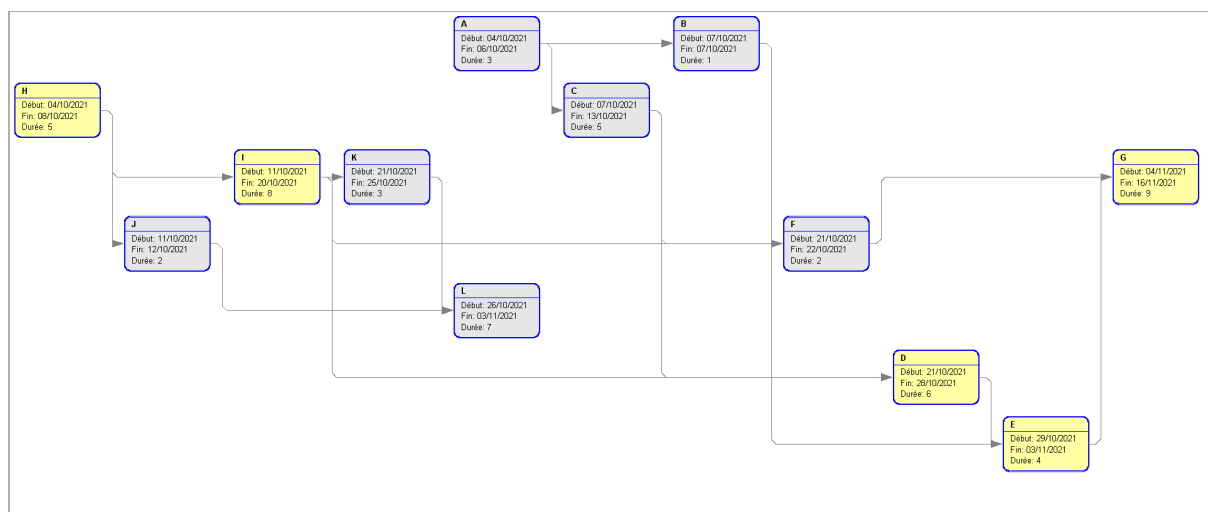 A
Début: 04/10/2021
Fin: 06/10/2021
Durée: 3
B
Début: 07/10/2021
Fin: 07/10/2021
Durée: 1
H
Début: 04/10/2021
Fin: 08/10/2021
Durée: 5
C
Début: 07/10/2021
Fin: 13/10/2021
Durée: 5
I
Début: 11/10/2021
Fin: 20/10/2021
Durée: 8
K
Début: 21/10/2021
Fin: 25/10/2021
Durée: 3
G
Début: 04/11/2021
Fin: 16/11/2021
Durée: 9
J
Début: 11/10/2021
Fin: 12/10/2021
Durée: 2
F
Début: 21/10/2021
Fin: 22/10/2021
Durée: 2
L
Début: 26/10/2021
Fin: 03/11/2021
Durée: 7
D
Début: 21/10/2021
Fin: 28/10/2021
Durée: 6
E
Début: 29/10/2021
Fin: 03/11/2021
Durée: 4